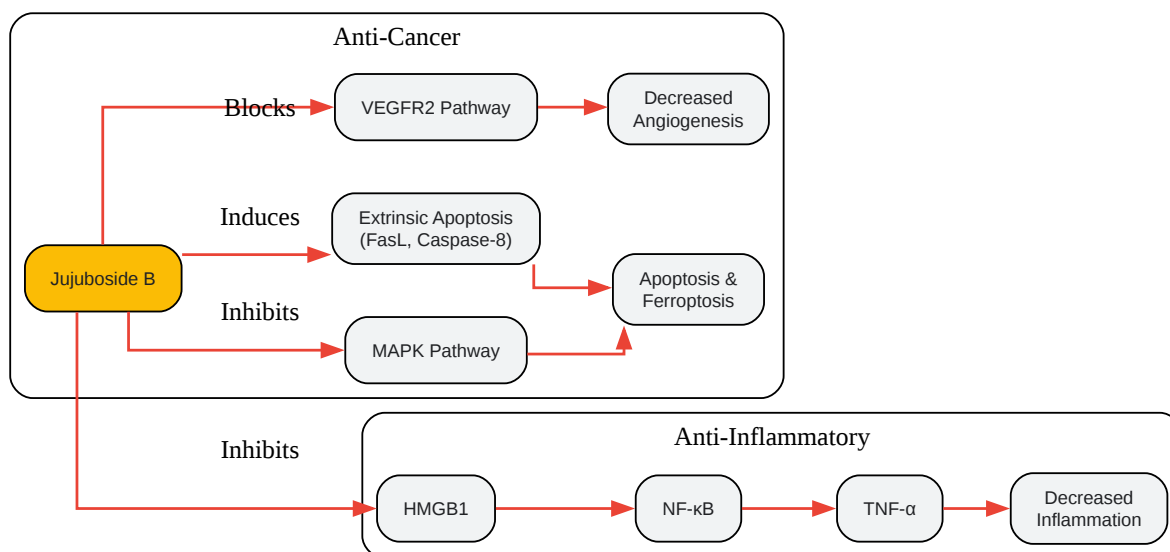 Anti-Cancer
Blocks
VEGFR2 Pathway
Decreased
Angiogenesis
Induces
Extrinsic Apoptosis
(FasL, Caspase-8)
Jujuboside B
Apoptosis &
Ferroptosis
Inhibits
MAPK Pathway
Inhibits
Anti-Inflammatory
HMGB1
NF-κB
TNF-α
Decreased
Inflammation